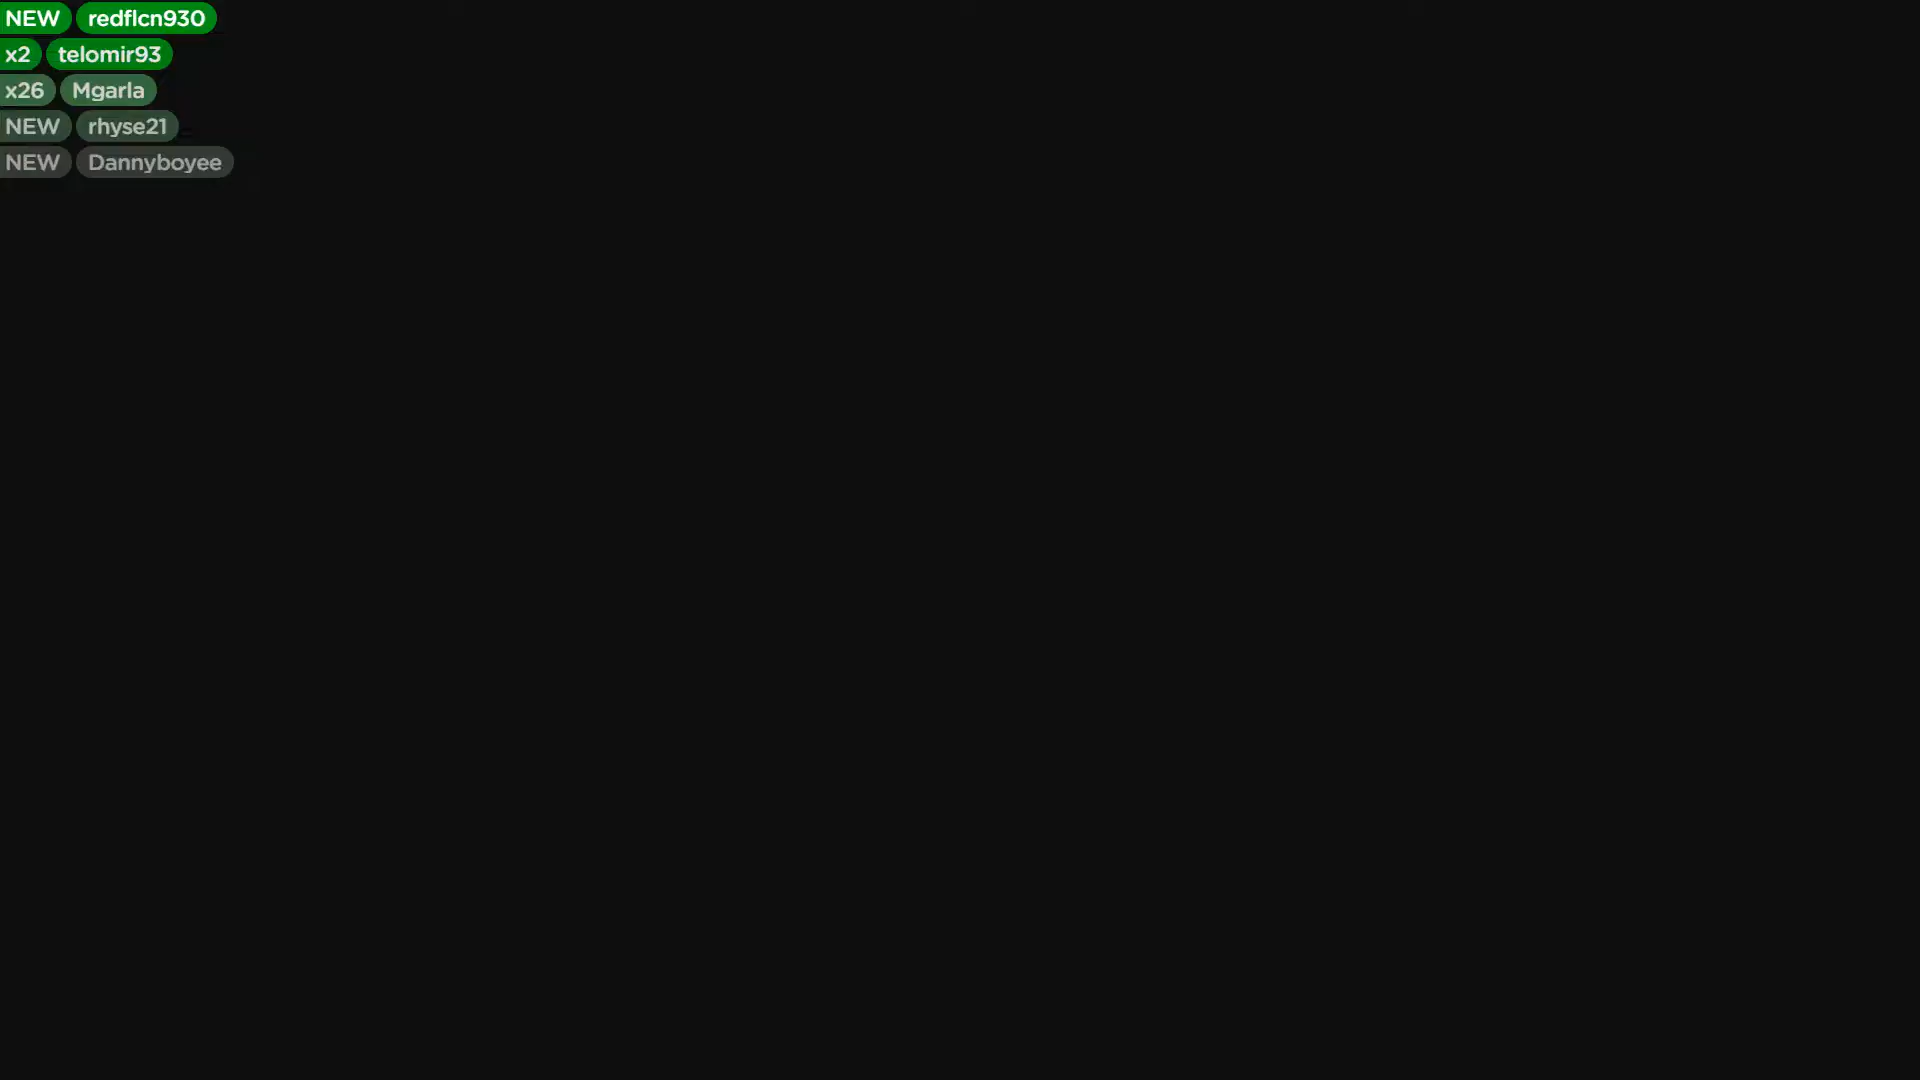 NEW redflcn930
x2 telomir93
x26 Mgarla
NEW rhyse21
NEW Dannyboyee